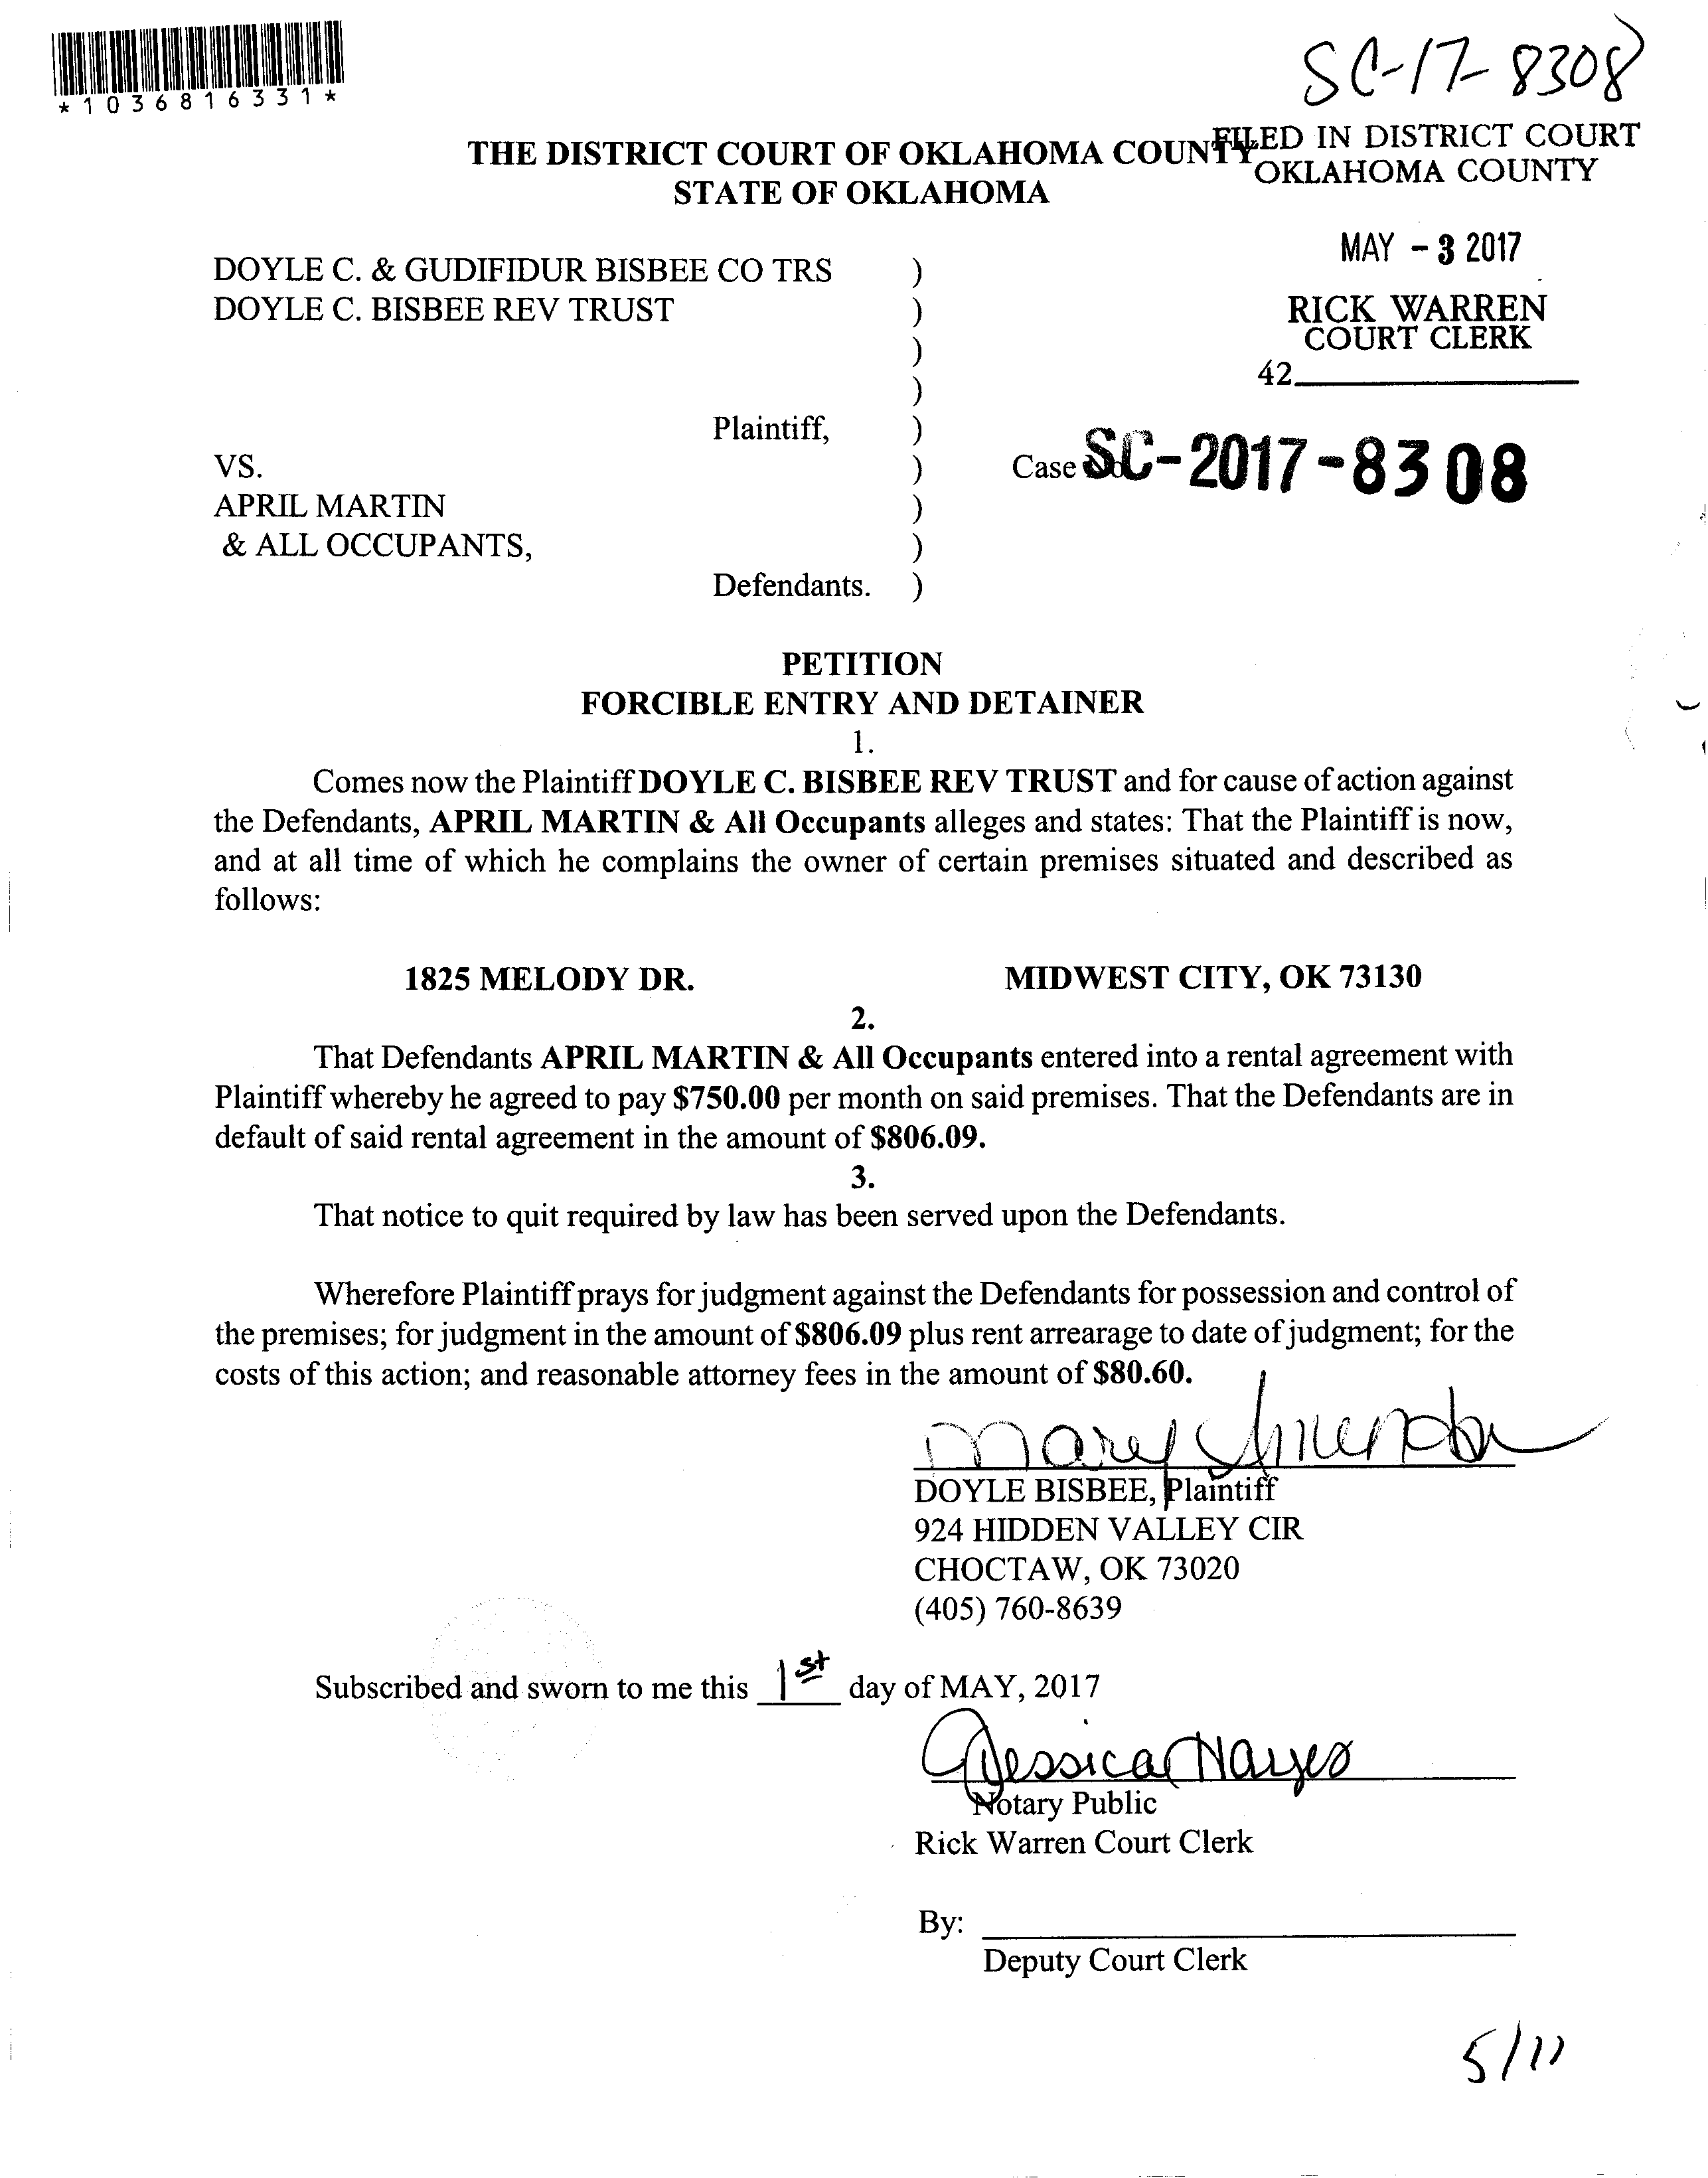 *1036816331*
SC-17-8308
THE DISTRICT COURT OF OKLAHOMA COUNTY
STATE OF OKLAHOMA
FILED IN DISTRICT COURT
OKLAHOMA COUNTY
MAY - 3 2017
RICK WARREN
COURT CLERK
42
DOYLE C. & GUDIFIDUR BISBEE CO TRS )
DOYLE C. BISBEE REV TRUST )
)
)
Plaintiff, )
VS. )
Case SC-2017-8308
APRIL MARTIN )
& ALL OCCUPANTS, )
Defendants. )
PETITION
FORCIBLE ENTRY AND DETAINER
1.
Comes now the Plaintiff DOYLE C. BISBEE REV TRUST and for cause of action against
the Defendants, APRIL MARTIN & All Occupants alleges and states: That the Plaintiff is now,
and at all time of which he complains the owner of certain premises situated and described as
follows:
1825 MELODY DR. MIDWEST CITY, OK 73130
2.
That Defendants APRIL MARTIN & All Occupants entered into a rental agreement with
Plaintiff whereby he agreed to pay $750.00 per month on said premises. That the Defendants are in
default of said rental agreement in the amount of $806.09.
3.
That notice to quit required by law has been served upon the Defendants.
Wherefore Plaintiff prays for judgment against the Defendants for possession and control of
the premises; for judgment in the amount of $806.09 plus rent arrearage to date of judgment; for the
costs of this action; and reasonable attorney fees in the amount of $80.60.
Mary
DOYLE BISBEE, Plaintiff
924 HIDDEN VALLEY CIR
CHOCTAW, OK 73020
(405) 760-8639
Subscribed and sworn to me this 1st day of MAY, 2017
Jessica Hayes
Notary Public
Rick Warren Court Clerk
By:
Deputy Court Clerk
5/11